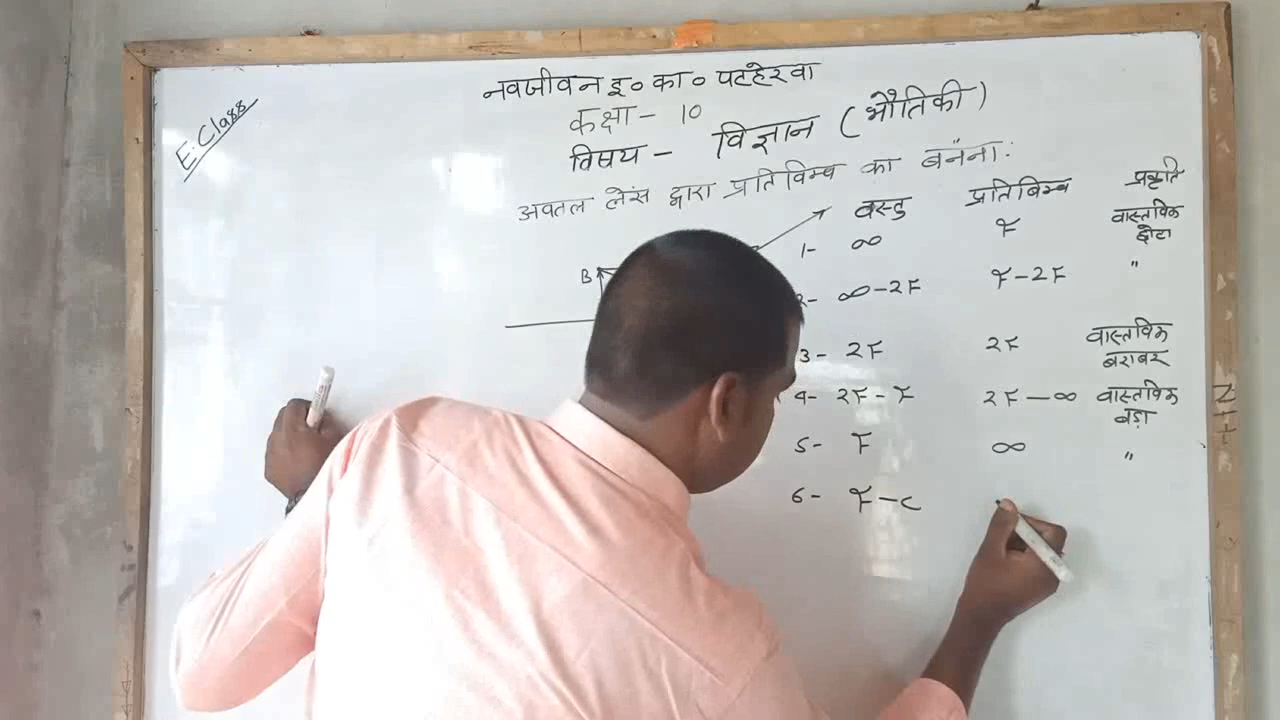 E. Class
नवजीवन इ० का० पटहेरवा
कक्षा - 10
विषय - विज्ञान (भौतिकी)
अवतल लेंस द्वारा प्रतिविम्ब का बनना:
वस्तु प्रतिबिम्ब प्रकृति
1- ∞ F वास्तविक छोटा
2- ∞-2F F-2F "
3- 2F 2F वास्तविक बराबर
4- 2F-F 2F-∞ वास्तविक बड़ा
5- F ∞ "
6- F-C
B